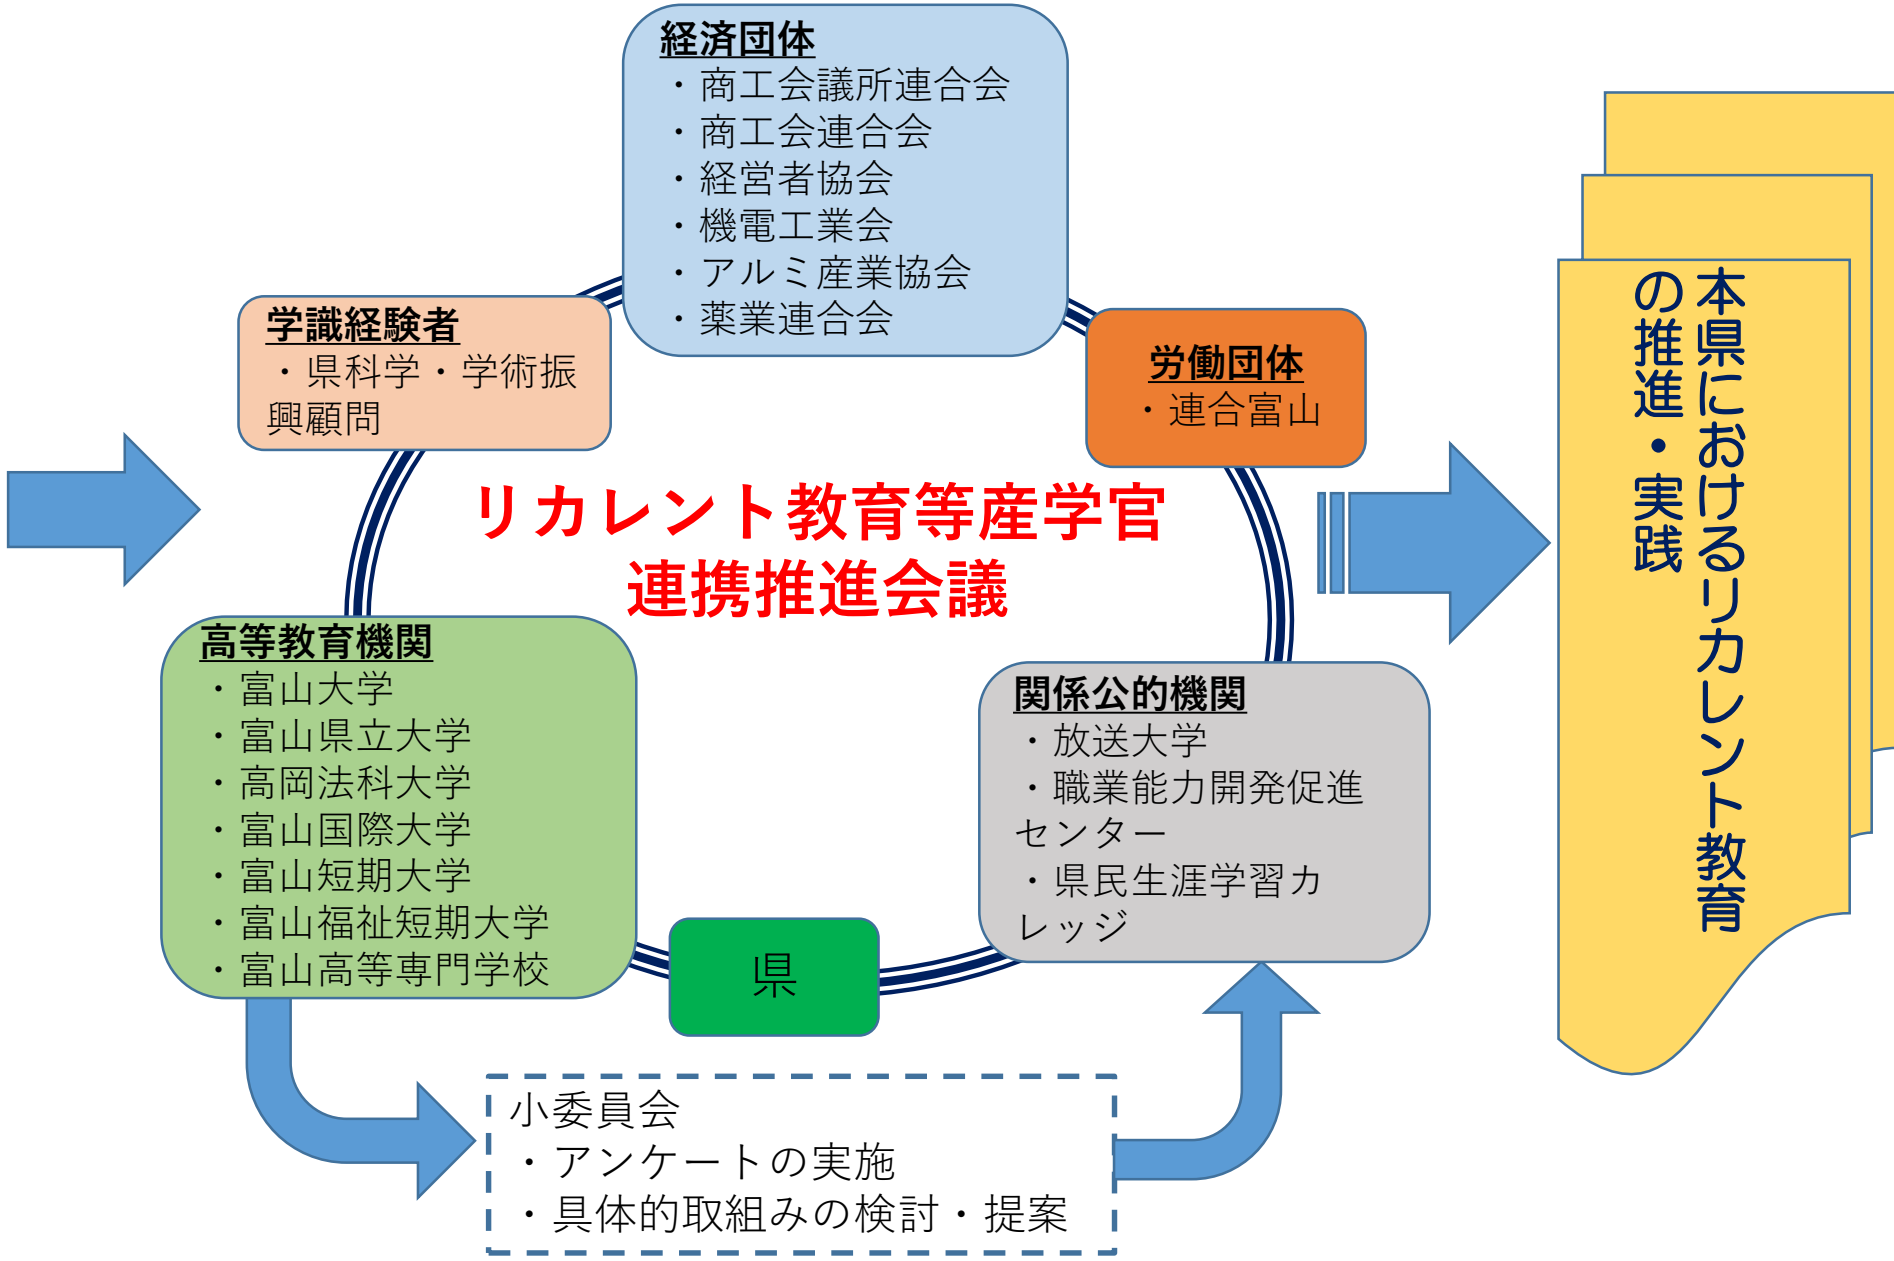 経済団体
・商工会議所連合会
・商工会連合会
・経営者協会
・機電工業会
・アルミ産業協会
・薬業連合会
学識経験者
・県科学・学術振
興顧問
労働団体
・連合富山
リカレント教育等産学官
連携推進会議
高等教育機関
・富山大学
・富山県立大学
・高岡法科大学
・富山国際大学
・富山短期大学
・富山福祉短期大学
・富山高等専門学校
関係公的機関
・放送大学
・職業能力開発促進
センター
・県民生涯学習カ
レッジ
県
小委員会
・アンケートの実施
・具体的取組みの検討・提案
本県におけるリカレント教育
の推進・実践